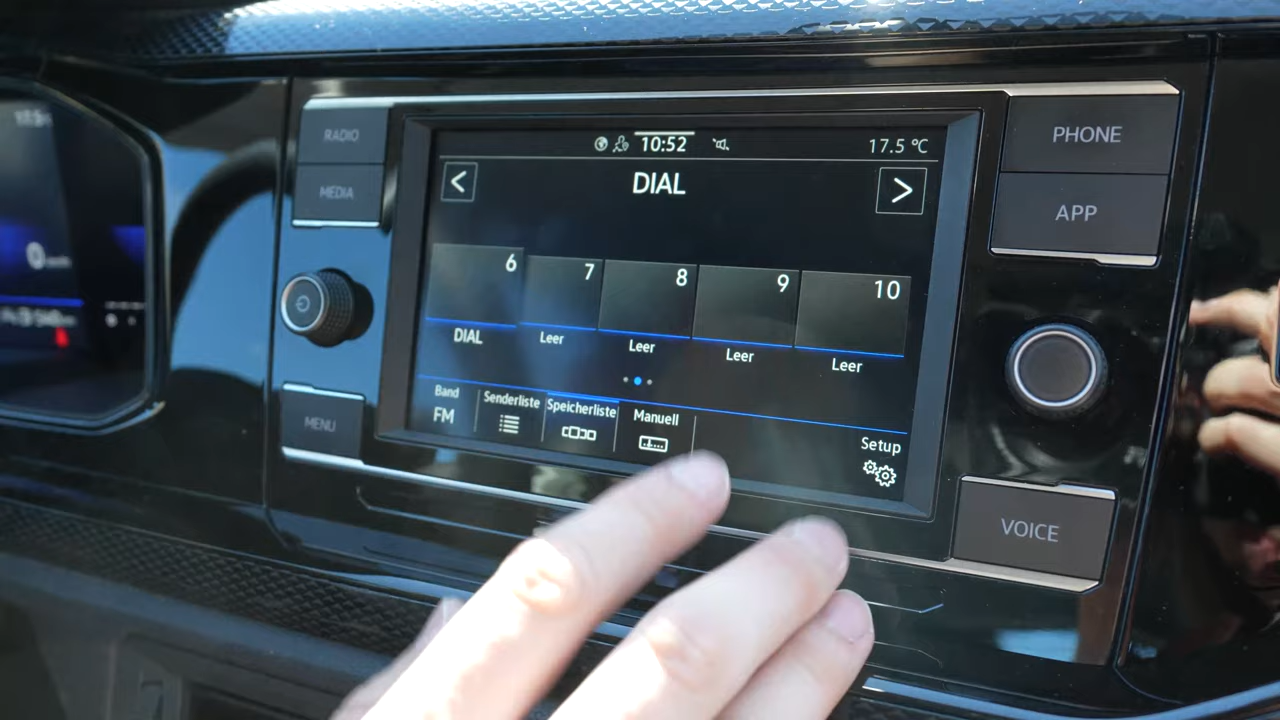 RADIO
MEDIA
MENU
10:52
17.5 °C
<
DIAL
>
6
7
8
9
10
DIAL
Leer
Leer
Leer
Leer
Band
FM
Senderliste
Speicherliste
Manuell
Setup
PHONE
APP
VOICE